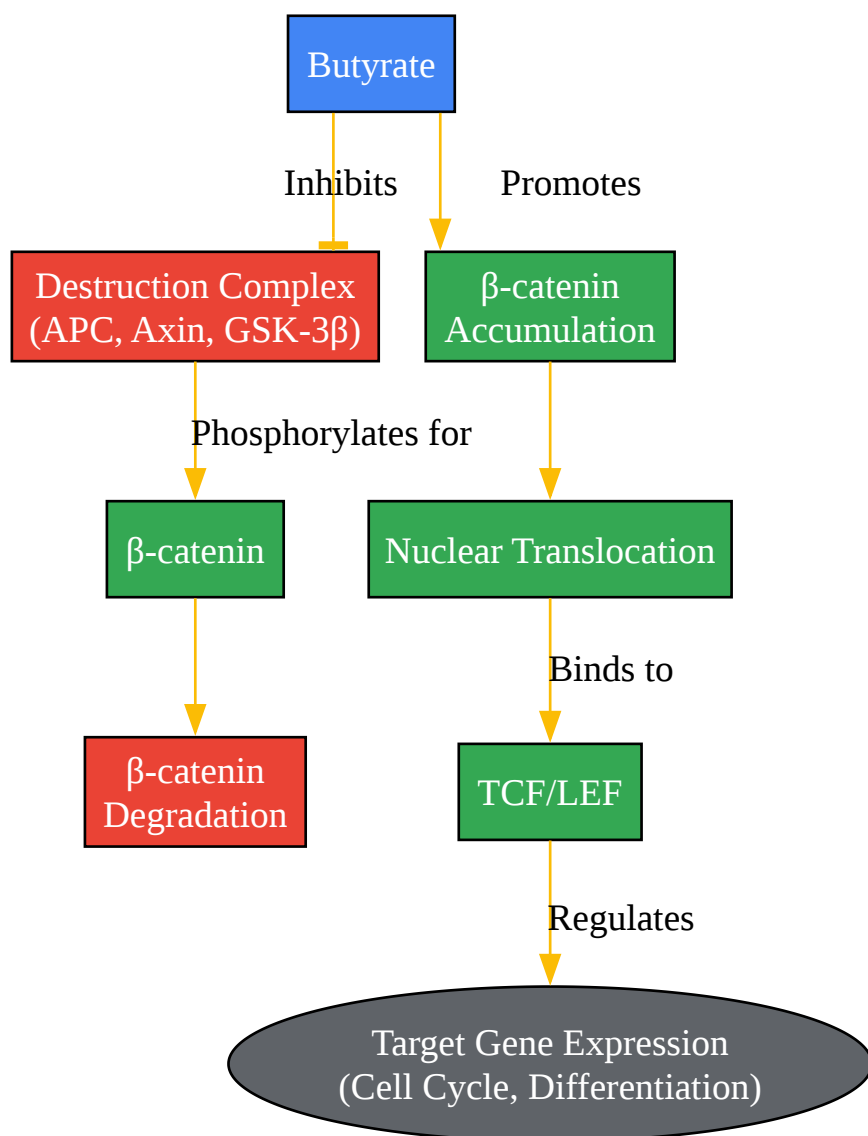 Butyrate
Inhibits
Promotes
Destruction Complex
(APC, Axin, GSK-3β)
β-catenin
Accumulation
Phosphorylates for
β-catenin
Nuclear Translocation
Binds to
β-catenin
Degradation
TCF/LEF
Regulates
Target Gene Expression
(Cell Cycle, Differentiation)